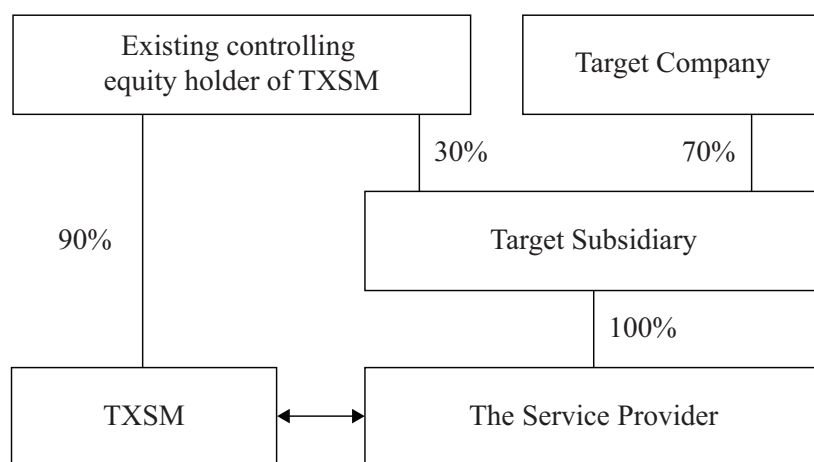 Existing controlling
equity holder of TXSM
Target Company
30%
70%
90%
Target Subsidiary
100%
TXSM
The Service Provider